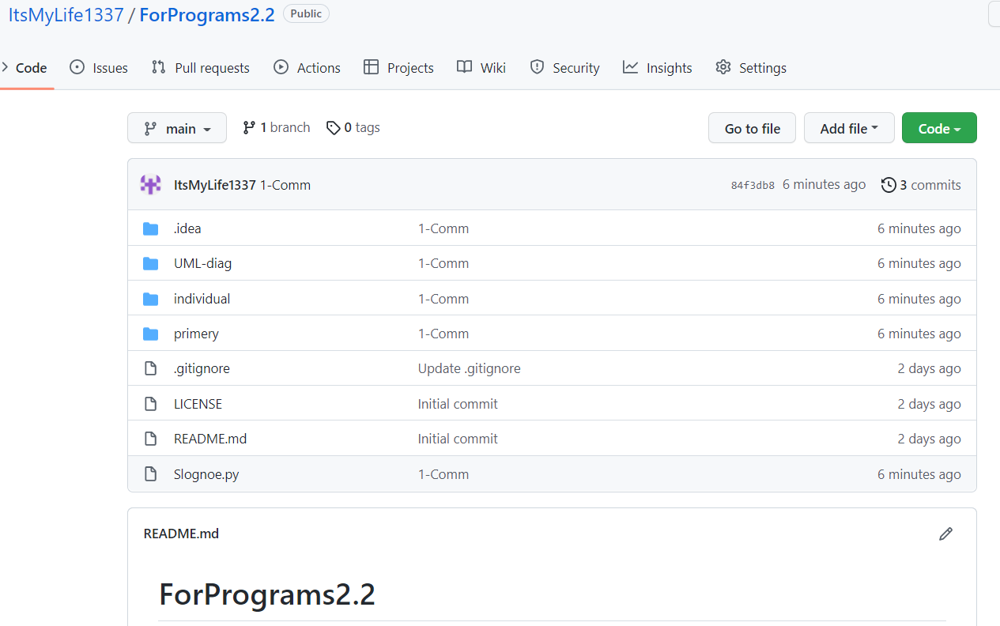 ItsMyLife1337 / ForPrograms2.2 Public
Code Issues Pull requests Actions Projects Wiki Security Insights Settings
main 1 branch 0 tags Go to file Add file Code
ItsMyLife1337 1-Comm 84f3db8 6 minutes ago 3 commits
.idea 1-Comm 6 minutes ago
UML-diag 1-Comm 6 minutes ago
individual 1-Comm 6 minutes ago
primery 1-Comm 6 minutes ago
.gitignore Update .gitignore 2 days ago
LICENSE Initial commit 2 days ago
README.md Initial commit 2 days ago
Slognoe.py 1-Comm 6 minutes ago
README.md
ForPrograms2.2